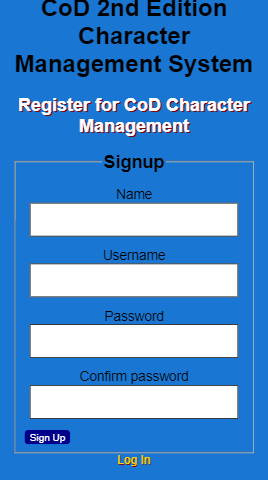 CoD 2nd Edition
Character
Management System
Register for CoD Character
Management
Signup
Name
Username
Password
Confirm password
Sign Up
Log In